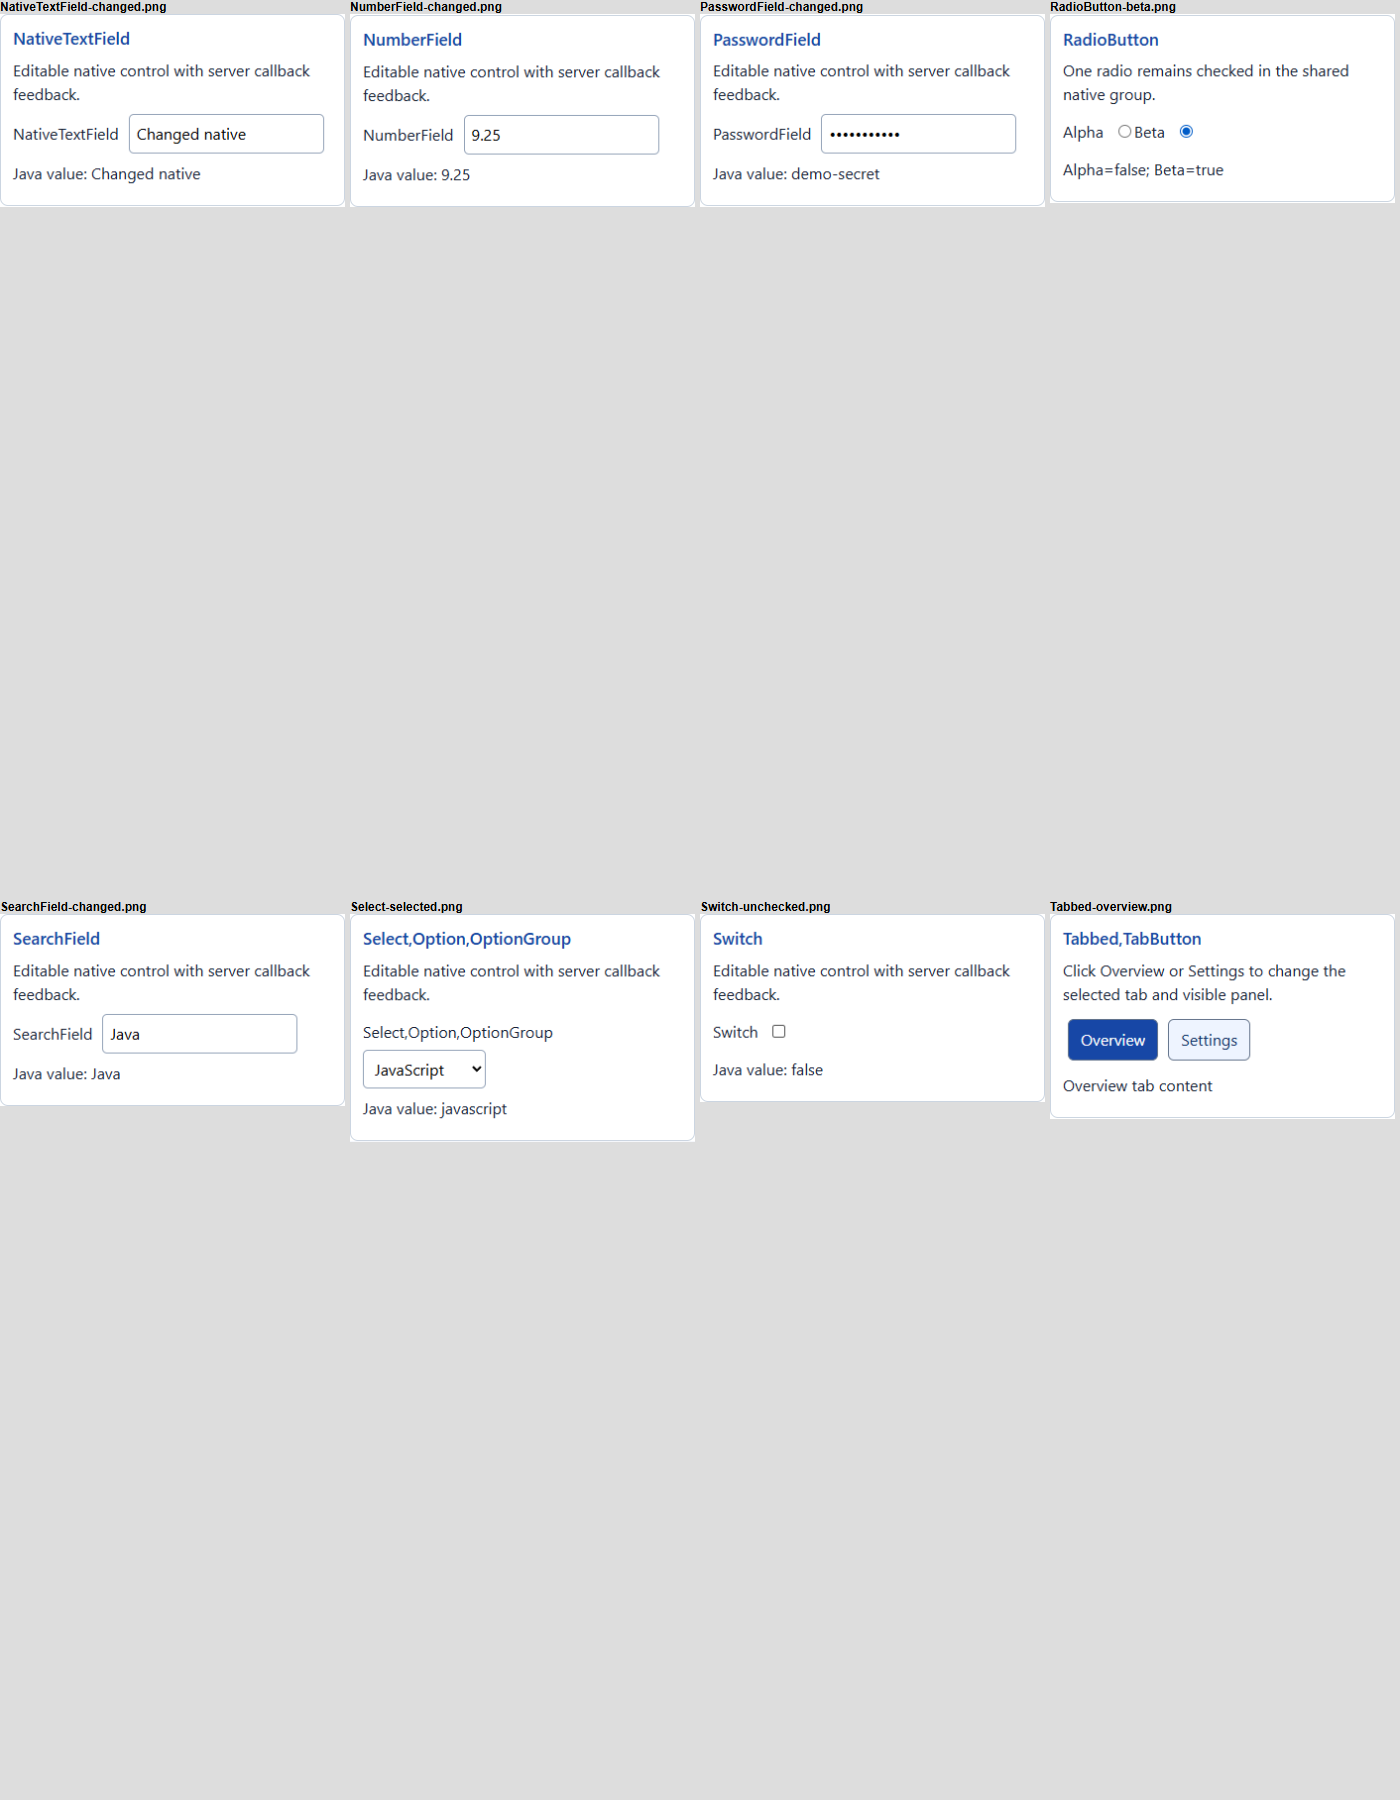 NativeTextField-changed.png
NativeTextField
Editable native control with server callback
feedback.
NativeTextField Changed native
Java value: Changed native
NumberField-changed.png
NumberField
Editable native control with server callback
feedback.
NumberField 9.25
Java value: 9.25
PasswordField-changed.png
PasswordField
Editable native control with server callback
feedback.
PasswordField •••••••••••
Java value: demo-secret
RadioButton-beta.png
RadioButton
One radio remains checked in the shared
native group.
Alpha Beta
Alpha=false; Beta=true
SearchField-changed.png
SearchField
Editable native control with server callback
feedback.
SearchField Java
Java value: Java
Select-selected.png
Select,Option,OptionGroup
Editable native control with server callback
feedback.
Select,Option,OptionGroup
JavaScript
Java value: javascript
Switch-unchecked.png
Switch
Editable native control with server callback
feedback.
Switch
Java value: false
Tabbed-overview.png
Tabbed,TabButton
Click Overview or Settings to change the
selected tab and visible panel.
Overview Settings
Overview tab content